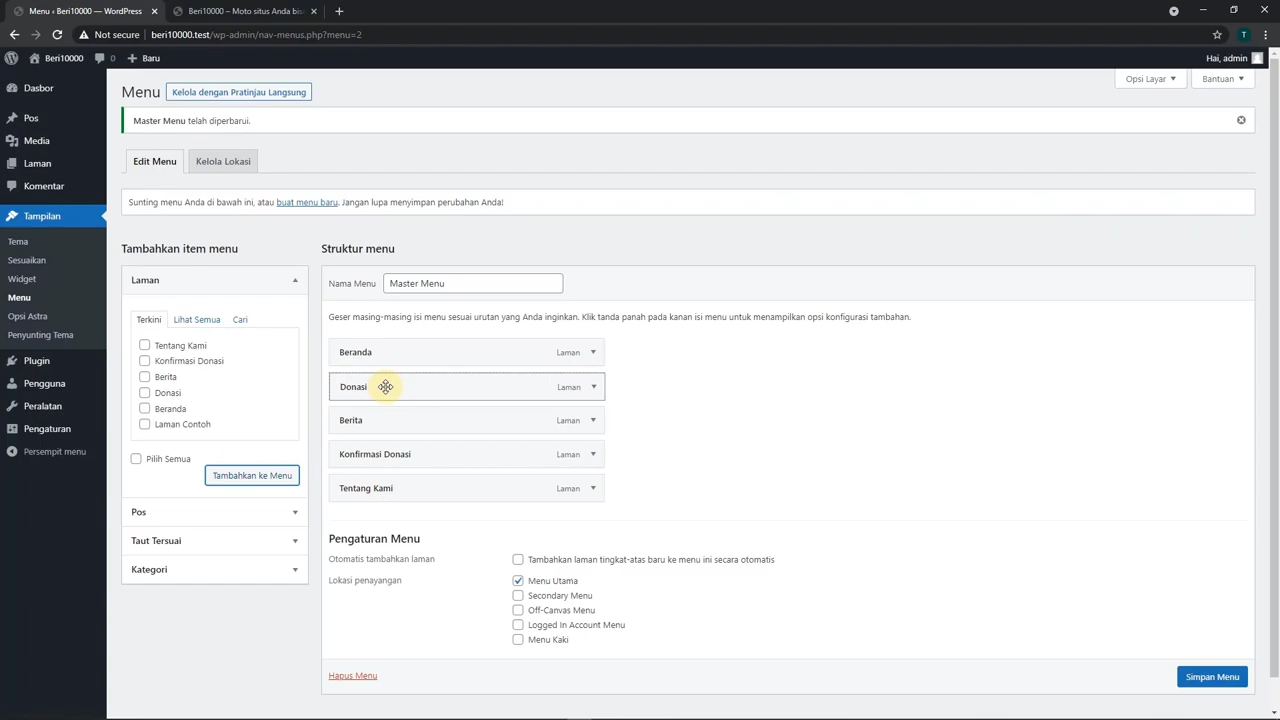 Menu ‹ Beri10000 — WordPress
Beri10000 – Moto situs Anda bis
Not secure
beri10000.test/wp-admin/nav-menus.php?menu=2
T
Beri10000
0
Baru
Hai, admin
Dasbor
Pos
Media
Laman
Komentar
Tampilan
Tema
Sesuaikan
Widget
Menu
Opsi Astra
Penyunting Tema
Plugin
Pengguna
Peralatan
Pengaturan
Persempit menu
Opsi Layar
Bantuan
Menu
Kelola dengan Pratinjau Langsung
Master Menu telah diperbarui.
Edit Menu
Kelola Lokasi
Sunting menu Anda di bawah ini, atau buat menu baru. Jangan lupa menyimpan perubahan Anda!
Tambahkan item menu
Laman
Terkini
Lihat Semua
Cari
Tentang Kami
Konfirmasi Donasi
Berita
Donasi
Beranda
Laman Contoh
Pilih Semua
Tambahkan ke Menu
Pos
Taut Tersuai
Kategori
Struktur menu
Nama Menu
Master Menu
Geser masing-masing isi menu sesuai urutan yang Anda inginkan. Klik tanda panah pada kanan isi menu untuk menampilkan opsi konfigurasi tambahan.
Beranda Laman
Donasi Laman
Berita Laman
Konfirmasi Donasi Laman
Tentang Kami Laman
Pengaturan Menu
Otomatis tambahkan laman
Tambahkan laman tingkat-atas baru ke menu ini secara otomatis
Lokasi penayangan
Menu Utama
Secondary Menu
Off-Canvas Menu
Logged In Account Menu
Menu Kaki
Hapus Menu
Simpan Menu